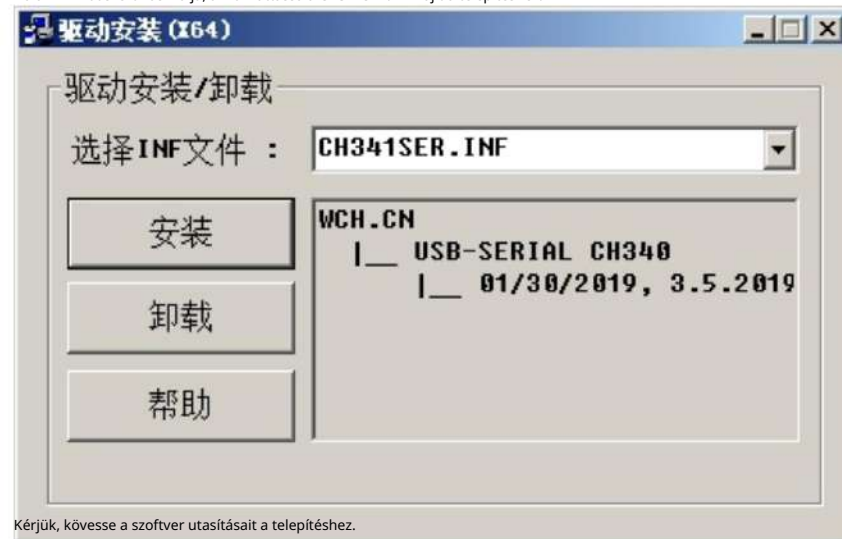 驱动安装(X64)
驱动安装/卸载
选择INF文件 : CH341SER.INF
安装
卸载
帮助
WCH.CN
|__ USB-SERIAL CH340
|__ 01/30/2019, 3.5.2019
Kérjük, kövesse a szoftver utasításait a telepítéshez.